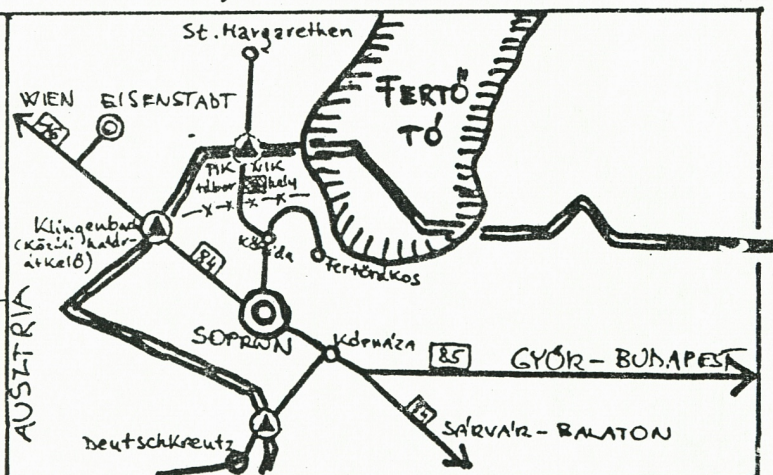 St. Margarethen
FERTŐ
TÓ
WIEN EISENSTADT
PIK NIK
tábor hely
Klingenbach
(Közúti határ-
átkelő)
84
Fertőrákos
AUSZTRIA
SOPRON
KÓPHÁZA
85
GYŐR - BUDAPEST
84
SÁRVÁR - BALATON
DeutschKreutz